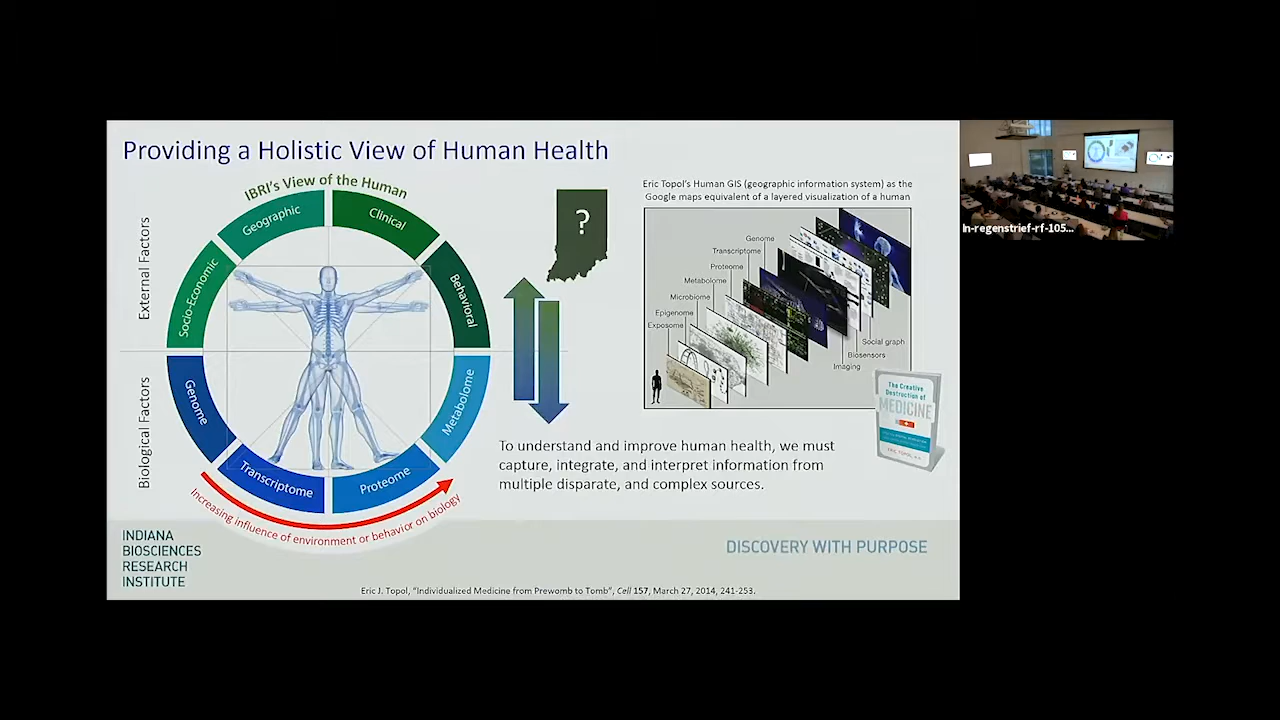 Providing a Holistic View of Human Health
IBRI's View of the Human
External Factors
Biological Factors
Geographic
Clinical
Socio-Economic
Behavioral
Genome
Metabolome
Transcriptome
Proteome
Increasing influence of environment or behavior on biology
?
Eric Topol's Human GIS (geographic information system) as the
Google maps equivalent of a layered visualization of a human
Genome
Transcriptome
Proteome
Metabolome
Microbiome
Epigenome
Exposome
Social graph
Biosensors
Imaging
The Creative
Destruction of
MEDICINE
ERIC TOPOL, M.D.
To understand and improve human health, we must
capture, integrate, and interpret information from
multiple disparate, and complex sources.
INDIANA
BIOSCIENCES
RESEARCH
INSTITUTE
DISCOVERY WITH PURPOSE
Eric J. Topol, "Individualized Medicine from Prewomb to Tomb", Cell 157, March 27, 2014, 241-253.
In-regenstrief-rf-105...